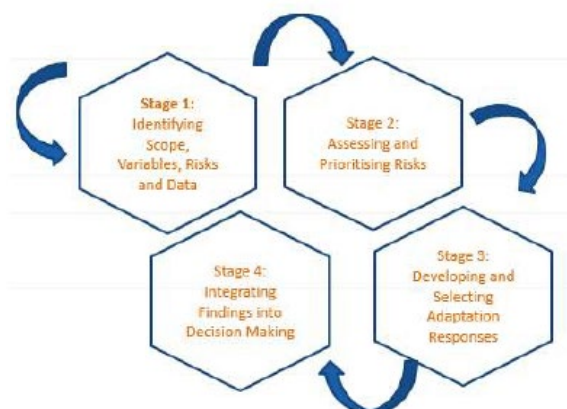 Stage 1:
Identifying
Scope,
Variables, Risks
and Data
Stage 2:
Assessing and
Prioritising Risks
Stage 3:
Developing and
Selecting
Adaptation
Responses
Stage 4:
Integrating
Findings into
Decision Making